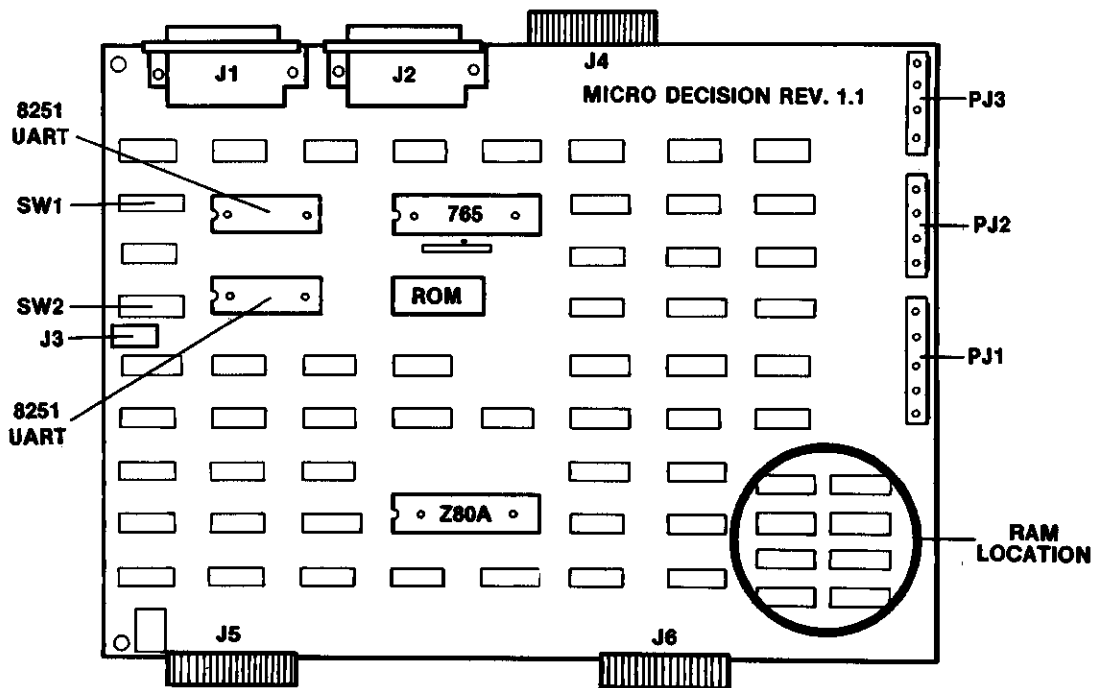 J1
J2
J4
MICRO DECISION REV. 1.1
PJ3
8251
UART
SW1
765
PJ2
SW2
ROM
J3
PJ1
8251
UART
Z80A
RAM
LOCATION
J5
J6